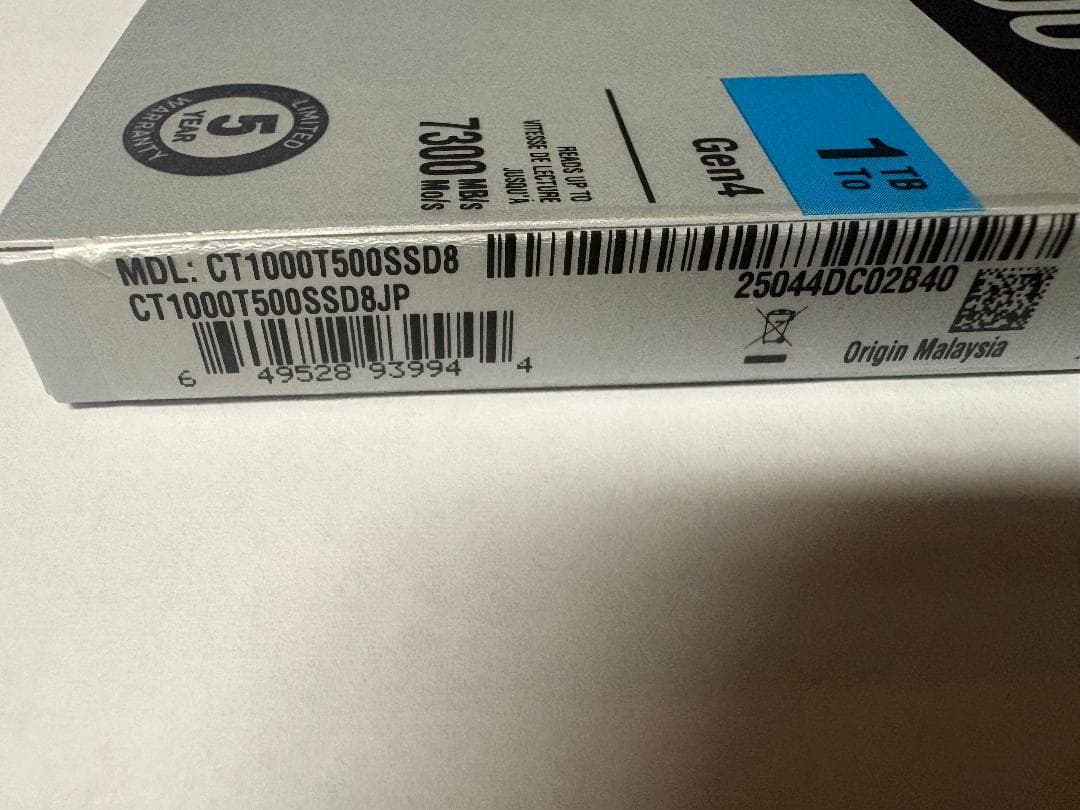 LIMITED
5
YEAR
WARRANTY
READS UP TO
VITESSE DE LECTURE
JUSQU'À
7300 MB/s
Mo/s
Gen4
1 TB
To
MDL: CT1000T500SSD8
CT1000T500SSD8JP
6 49528 93994 4
25044DC02B40
Origin Malaysia